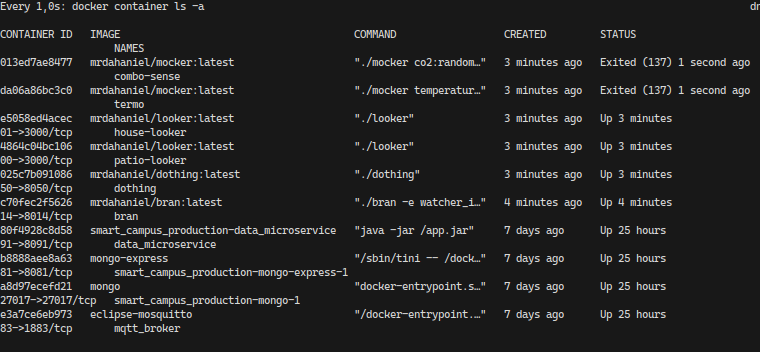 Every 1,0s: docker container ls -a dr
CONTAINER ID IMAGE COMMAND CREATED STATUS
NAMES
013ed7ae8477 mrdahaniel/mocker:latest "./mocker co2:random…" 3 minutes ago Exited (137) 1 second ago
combo-sense
da06a86bc3c0 mrdahaniel/mocker:latest "./mocker temperatur…" 3 minutes ago Exited (137) 1 second ago
termo
e5058ed4acec mrdahaniel/looker:latest "./looker" 3 minutes ago Up 3 minutes
01->3000/tcp house-looker
4864c04bc106 mrdahaniel/looker:latest "./looker" 3 minutes ago Up 3 minutes
00->3000/tcp patio-looker
025c7b091086 mrdahaniel/dothing:latest "./dothing" 3 minutes ago Up 3 minutes
50->8050/tcp dothing
c70fec2f5626 mrdahaniel/bran:latest "./bran -e watcher_i…" 4 minutes ago Up 4 minutes
14->8014/tcp bran
80f4928c8d58 smart_campus_production-data_microservice "java -jar /app.jar" 7 days ago Up 25 hours
91->8091/tcp data_microservice
b8888aee8a63 mongo-express "/sbin/tini -- /dock…" 7 days ago Up 25 hours
81->8081/tcp smart_campus_production-mongo-express-1
a8d97ecefd21 mongo "docker-entrypoint.s…" 7 days ago Up 25 hours
27017->27017/tcp smart_campus_production-mongo-1
e3a7ce6eb973 eclipse-mosquitto "/docker-entrypoint.…" 7 days ago Up 25 hours
83->1883/tcp mqtt_broker